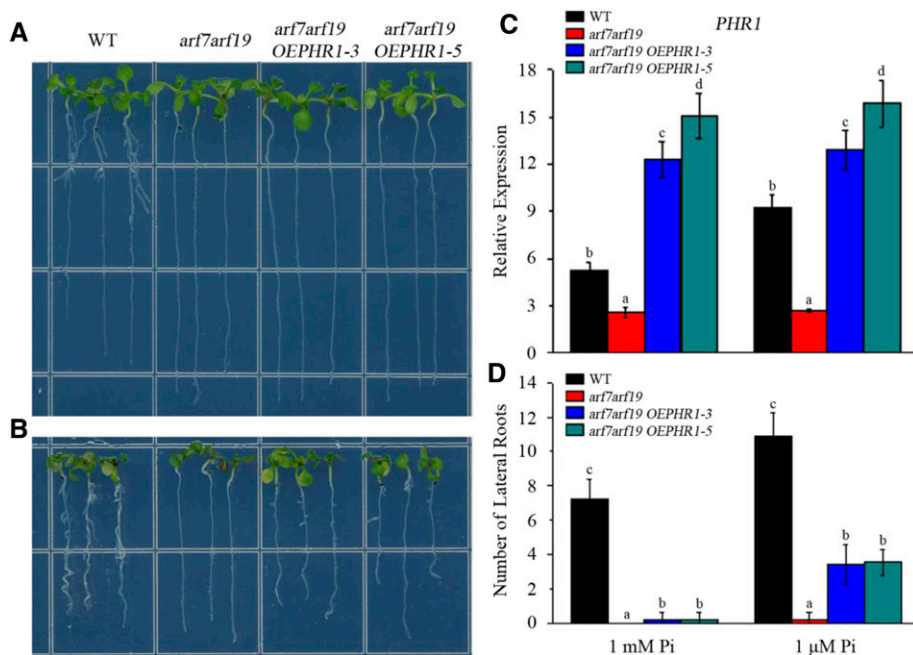 A
WT
arf7arf19
arf7arf19
OEPHR1-3
arf7arf19
OEPHR1-5
B
C
PHR1
WT
arf7arf19
arf7arf19 OEPHR1-3
arf7arf19 OEPHR1-5
Relative Expression
18
15
12
9
6
3
0
b
a
c
d
b
a
c
d
D
WT
arf7arf19
arf7arf19 OEPHR1-3
arf7arf19 OEPHR1-5
Number of Lateral Roots
14
12
10
8
6
4
2
0
c
a
b
b
c
a
b
b
1 mM Pi
1 μM Pi